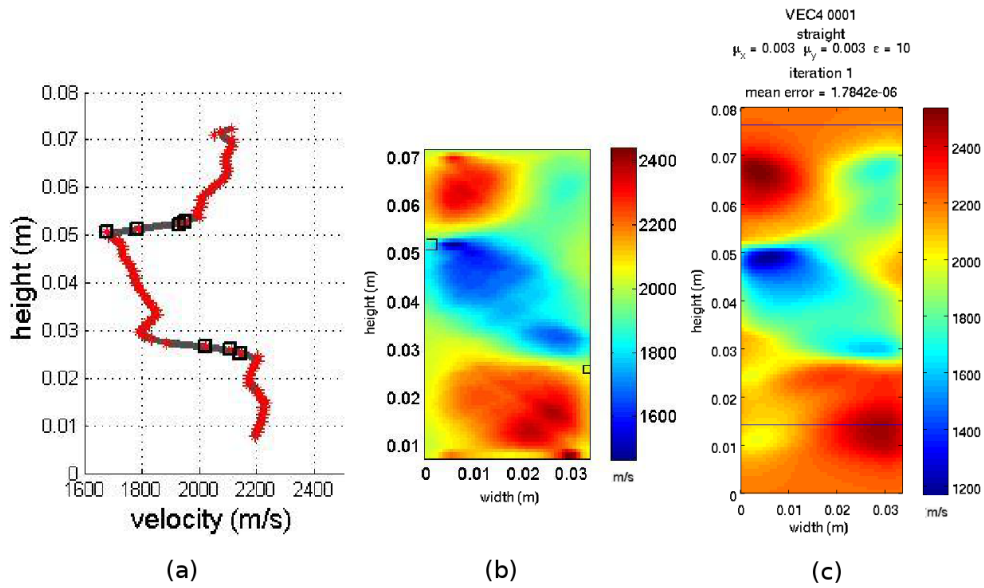 VEC4 0001
straight
μx = 0.003 μy = 0.003 ε = 10
iteration 1
mean error = 1.7842e-06
0.08
0.07
0.06
0.05
0.04
0.03
0.02
0.01
0
height (m)
1600 1800 2000 2200 2400
velocity (m/s)
(a)
0.07
0.06
0.05
0.04
0.03
0.02
0.01
height (m)
0 0.01 0.02 0.03
width (m)
2400
2200
2000
1800
1600
m/s
(b)
0.08
0.07
0.06
0.05
0.04
0.03
0.02
0.01
0
height (m)
0 0.01 0.02 0.03
width (m)
2400
2200
2000
1800
1600
1400
1200
m/s
(c)